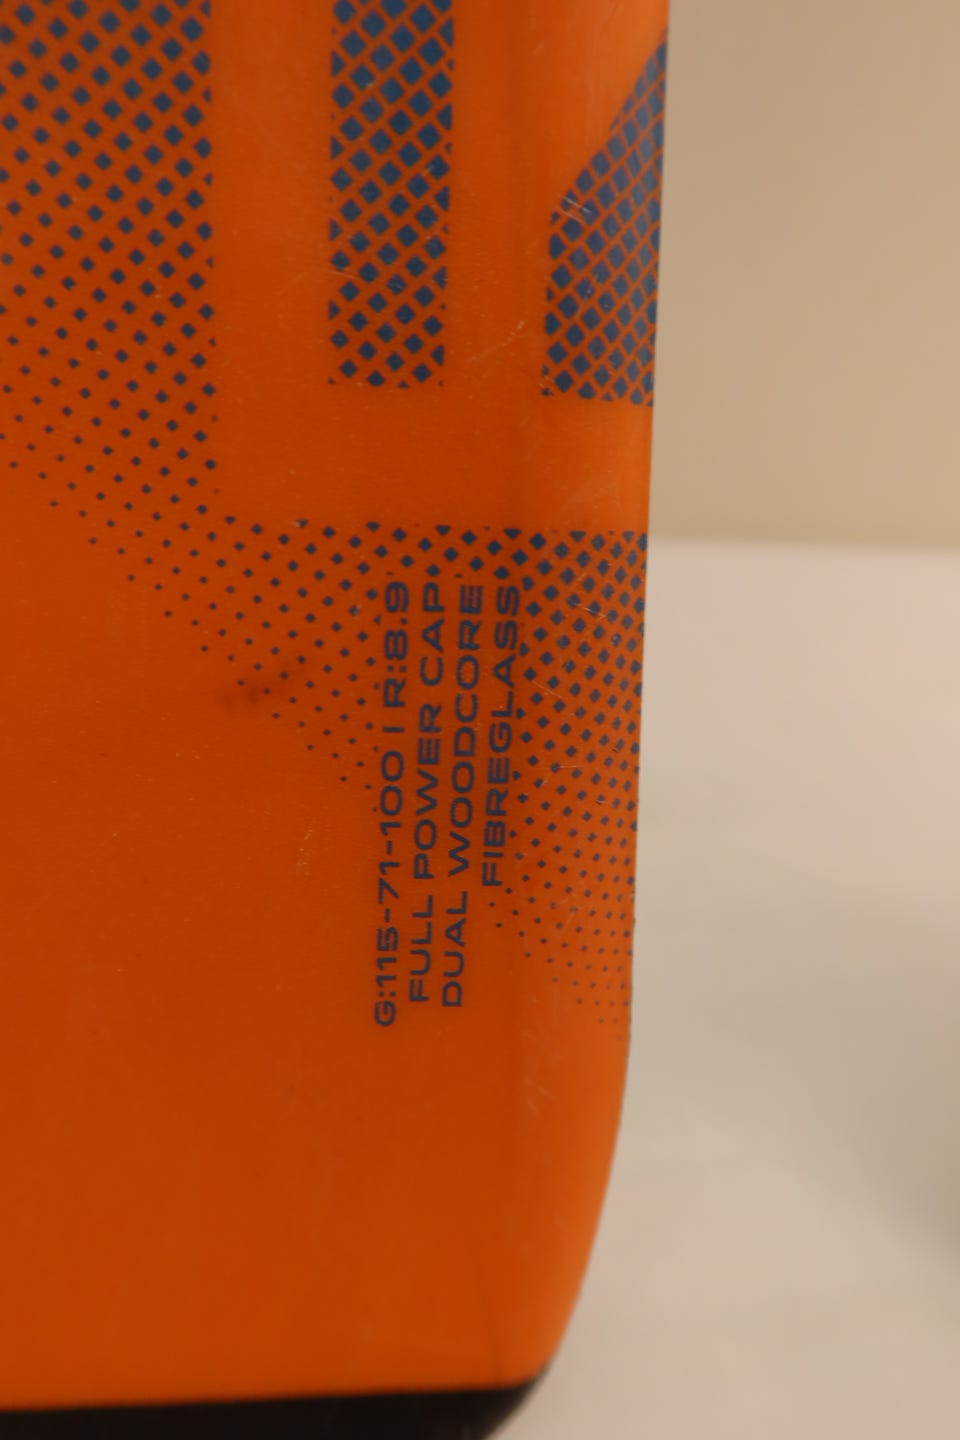 G:115-71-100 | R:8.9
FULL POWER CAP
DUAL WOODCORE
FIBREGLASS